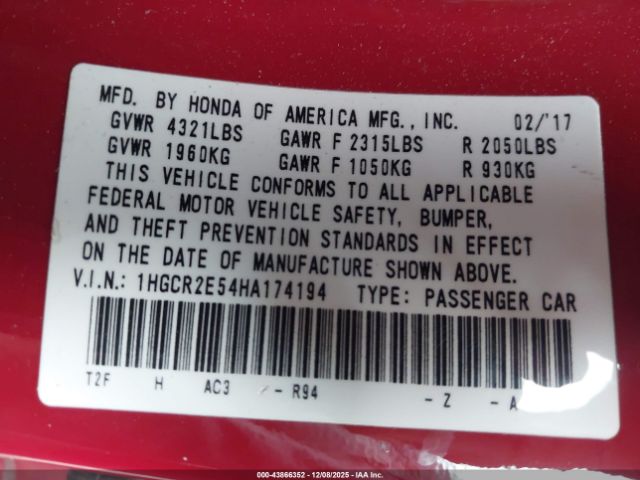 MFD. BY HONDA OF AMERICA MFG., INC. 02/'17
GVWR 4321LBS GAWR F 2315LBS R 2050LBS
GVWR 1960KG GAWR F 1050KG R 930KG
THIS VEHICLE CONFORMS TO ALL APPLICABLE
FEDERAL MOTOR VEHICLE SAFETY, BUMPER,
AND THEFT PREVENTION STANDARDS IN EFFECT
ON THE DATE OF MANUFACTURE SHOWN ABOVE.
V.I.N.: 1HGCR2E54HA174194 TYPE: PASSENGER CAR
T2F H AC3 - R94 - Z - A
000-43866352 | 12/08/2025 | IAA Inc.